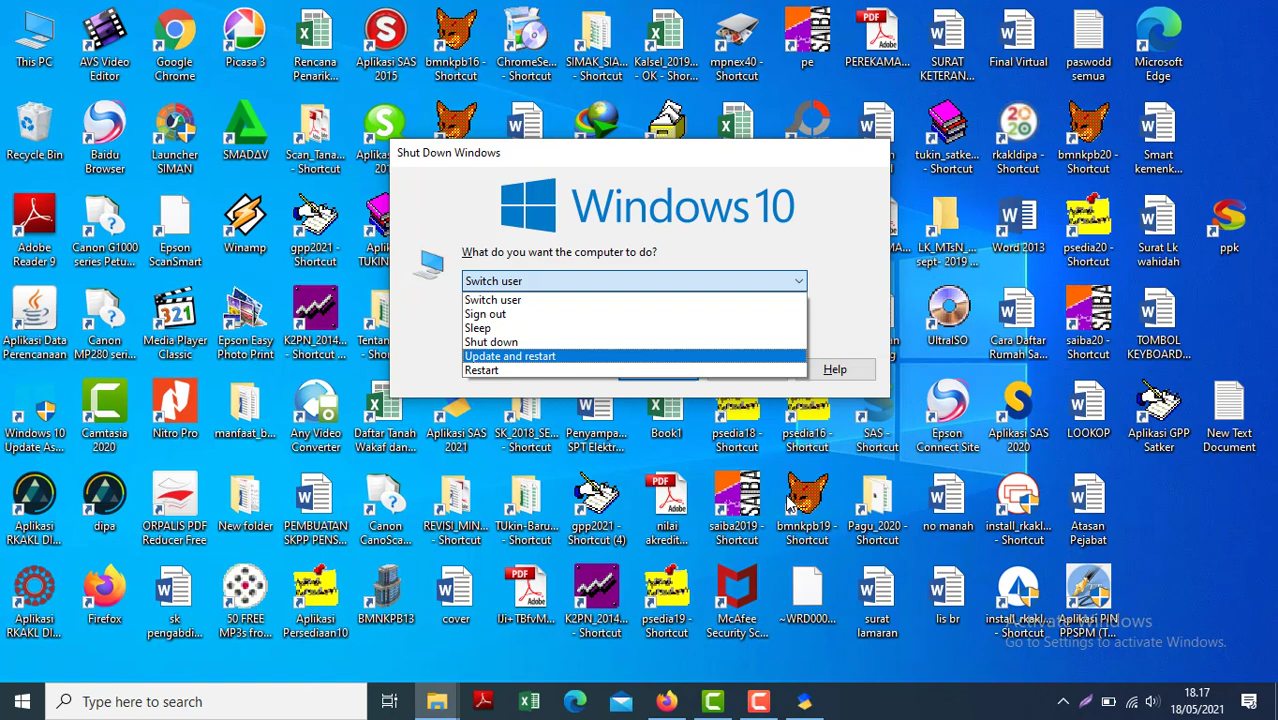 This PC
AVS Video
Editor
Google
Chrome
Picasa 3
Rencana
Penarik...
Aplikasi SAS
2015
bmnkpb16 -
Shortcut
ChromeSe...
- Shortcut
SIMAK_SIA...
- Shortcut
Kalsel_2019...
- OK - Shor...
mpnex40 -
Shortcut
pe
PDF
PEREKAMA...
SURAT
KETERAN...
Final Virtual
paswodd
semua
Microsoft
Edge
Recycle Bin
Baidu
Browser
Launcher
SIMAN
SMADΔV
Scan_Tana...
- Shortcut
tukin_satke...
- Shortcut
2020
rkakldipa -
Shortcut
bmnkpb20 -
Shortcut
Smart
kemenk...
Shut Down Windows
Windows 10
What do you want the computer to do?
Switch user
Switch user
Sign out
Sleep
Shut down
Update and restart
Restart
Help
Adobe
Reader 9
Canon G1000
series Petu...
Epson
ScanSmart
Winamp
gpp2021 -
Shortcut
LK_MTsN_...
sept- 2019 ...
Word 2013
psedia20 -
Shortcut
Surat Lk
wahidah
ppk
Aplikasi Data
Perencanaan
Canon
MP280 seri...
321
Media Player
Classic
Epson Easy
Photo Print
K2PN_2014...
- Shortcut
UltraISO
Cara Daftar
Rumah Sa...
SAIBA
saiba20 -
Shortcut
TOMBOL
KEYBOARD...
Windows 10
Update As...
Camtasia
2020
Nitro Pro
manfaat_b...
Any Video
Converter
Daftar Tanah
Wakaf dan...
Aplikasi SAS
2021
SK_2018_SE...
- Shortcut
Penyampa...
SPT Elektr...
Book1
psedia18 -
Shortcut
psedia16 -
Shortcut
SAS -
Shortcut
Epson
Connect Site
Aplikasi SAS
2020
LOOKOP
Aplikasi GPP
Satker
New Text
Document
Aplikasi
RKAKL DI...
dipa
ORPALIS PDF
Reducer Free
New folder
PEMBUATAN
SKPP PENS...
Canon
CanoSca...
REVISI_MIN...
- Shortcut
TUkin-Baru...
- Shortcut
gpp2021 -
Shortcut (4)
PDF
nilai
akredit...
SAIBA
saiba2019 -
Shortcut
bmnkpb19 -
Shortcut
Pagu_2020 -
Shortcut
no manah
install_rkakl...
- Shortcut
Atasan
Pejabat
Aplikasi
RKAKL DI...
Firefox
sk
pengabdi...
50 FREE
MP3s fro...
Aplikasi
Persediaan10
BMNKPB13
cover
PDF
IJi+TBfvM...
K2PN_2014...
- Shortcut
psedia19 -
Shortcut
McAfee
Security Sc...
~WRD000...
surat
lamaran
lis br
install_rkakl...
- Shortcut
Aplikasi PIN
PPSPM (T...
Activate Windows
Go to Settings to activate Windows.
Type here to search
18.17
18/05/2021